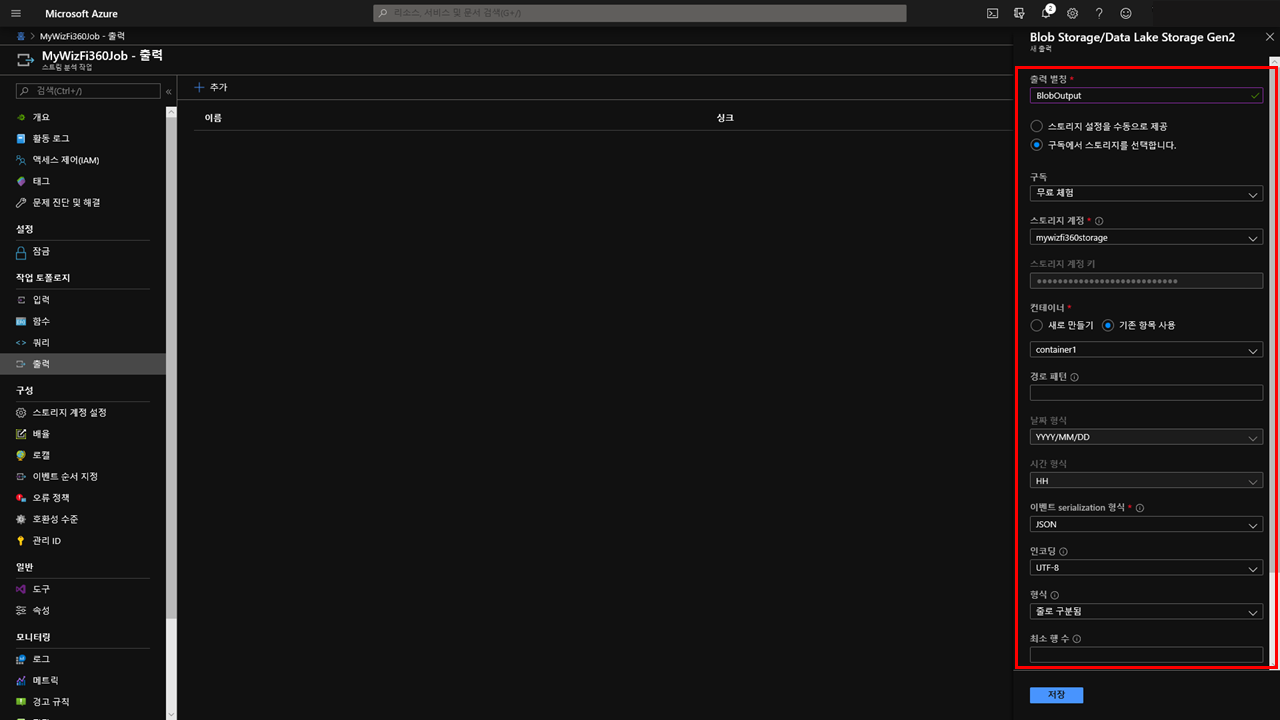 Microsoft Azure
리소스, 서비스 및 문서 검색(G+/)
2
홈 > MyWizFi360Job - 출력
MyWizFi360Job - 출력
스트림 분석 작업
검색(Ctrl+/)
«
개요
활동 로그
액세스 제어(IAM)
태그
문제 진단 및 해결
설정
잠금
작업 토폴로지
입력
함수
쿼리
출력
구성
스토리지 계정 설정
배율
로캘
이벤트 순서 지정
오류 정책
호환성 수준
관리 ID
일반
도구
속성
모니터링
로그
메트릭
경고 규칙
추가
이름 싱크
Blob Storage/Data Lake Storage Gen2
새 출력
출력 별칭 *
BlobOutput
스토리지 설정을 수동으로 제공
구독에서 스토리지를 선택합니다.
구독
무료 체험
스토리지 계정 *
mywizfi360storage
스토리지 계정 키
•••••••••••••••••••••••••••
컨테이너 *
새로 만들기 기존 항목 사용
container1
경로 패턴
날짜 형식
YYYY/MM/DD
시간 형식
HH
이벤트 serialization 형식 *
JSON
인코딩
UTF-8
형식
줄로 구분됨
최소 행 수
저장